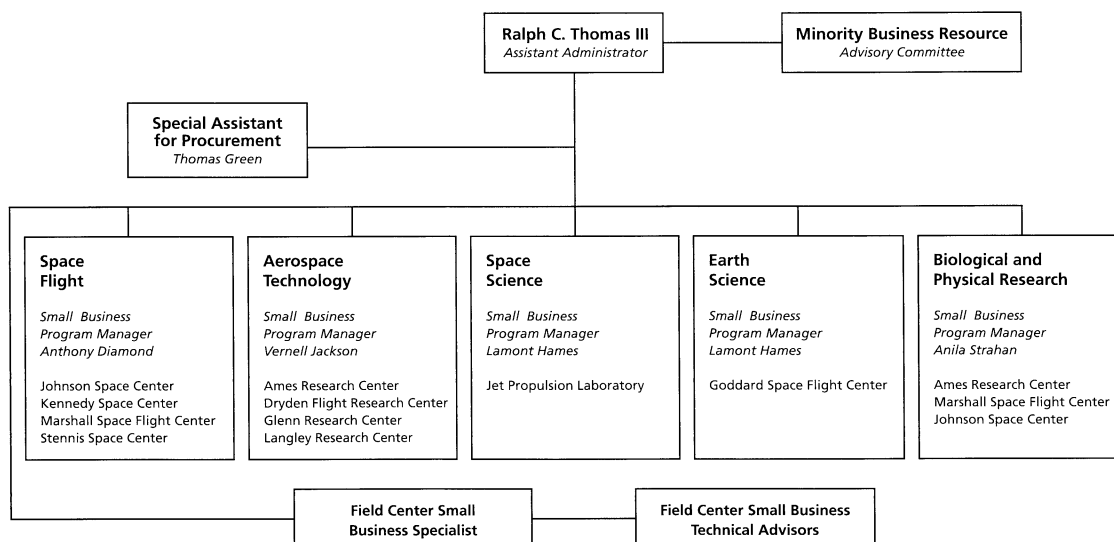 Ralph C. Thomas III
Assistant Administrator
Minority Business Resource
Advisory Committee
Special Assistant
for Procurement
Thomas Green
Space
Flight
Small Business
Program Manager
Anthony Diamond
Johnson Space Center
Kennedy Space Center
Marshall Space Flight Center
Stennis Space Center
Aerospace
Technology
Small Business
Program Manager
Vernell Jackson
Ames Research Center
Dryden Flight Research Center
Glenn Research Center
Langley Research Center
Space
Science
Small Business
Program Manager
Lamont Hames
Jet Propulsion Laboratory
Earth
Science
Small Business
Program Manager
Lamont Hames
Goddard Space Flight Center
Biological and
Physical Research
Small Business
Program Manager
Anila Strahan
Ames Research Center
Marshall Space Flight Center
Johnson Space Center
Field Center Small
Business Specialist
Field Center Small Business
Technical Advisors